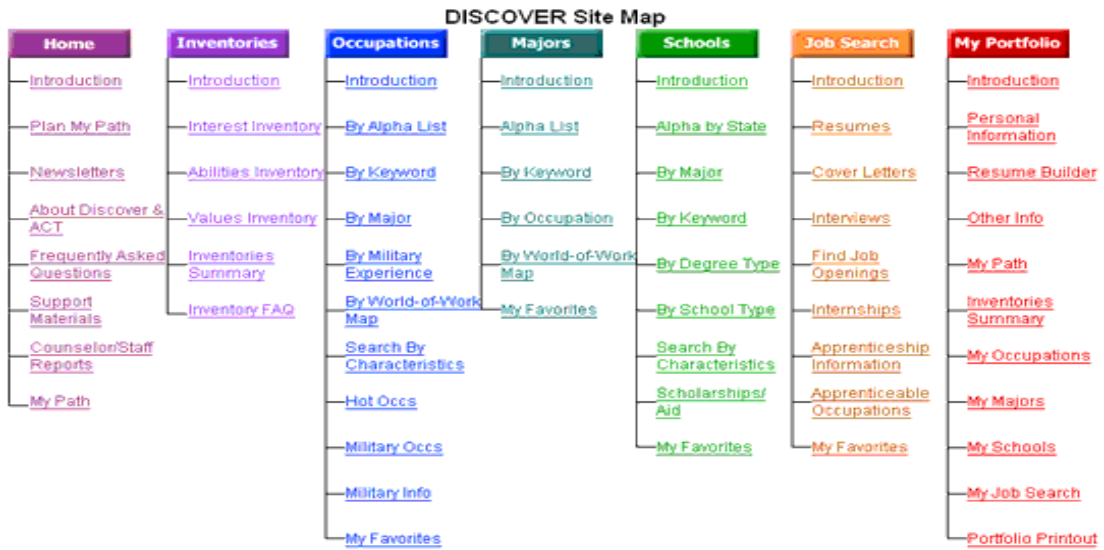 DISCOVER Site Map
Home
Introduction
Plan My Path
Newsletters
About Discover &
ACT
Frequently Asked
Questions
Support
Materials
Counselor/Staff
Reports
My Path
Inventories
Introduction
Interest Inventory
Abilities Inventory
Values Inventory
Inventories
Summary
Inventory FAQ
Occupations
Introduction
By Alpha List
By Keyword
By Major
By Military
Experience
By World-of-Work
Map
Search By
Characteristics
Hot Occs
Military Occs
Military Info
My Favorites
Majors
Introduction
Alpha List
By Keyword
By Occupation
By World-of-Work
Map
My Favorites
Schools
Introduction
Alpha by State
By Major
By Keyword
By Degree Type
By School Type
Search By
Characteristics
Scholarships/
Aid
My Favorites
Job Search
Introduction
Resumes
Cover Letters
Interviews
Find Job
Openings
Internships
Apprenticeship
Information
Apprenticeable
Occupations
My Favorites
My Portfolio
Introduction
Personal
Information
Resume Builder
Other Info
My Path
Inventories
Summary
My Occupations
My Majors
My Schools
My Job Search
Portfolio Printout